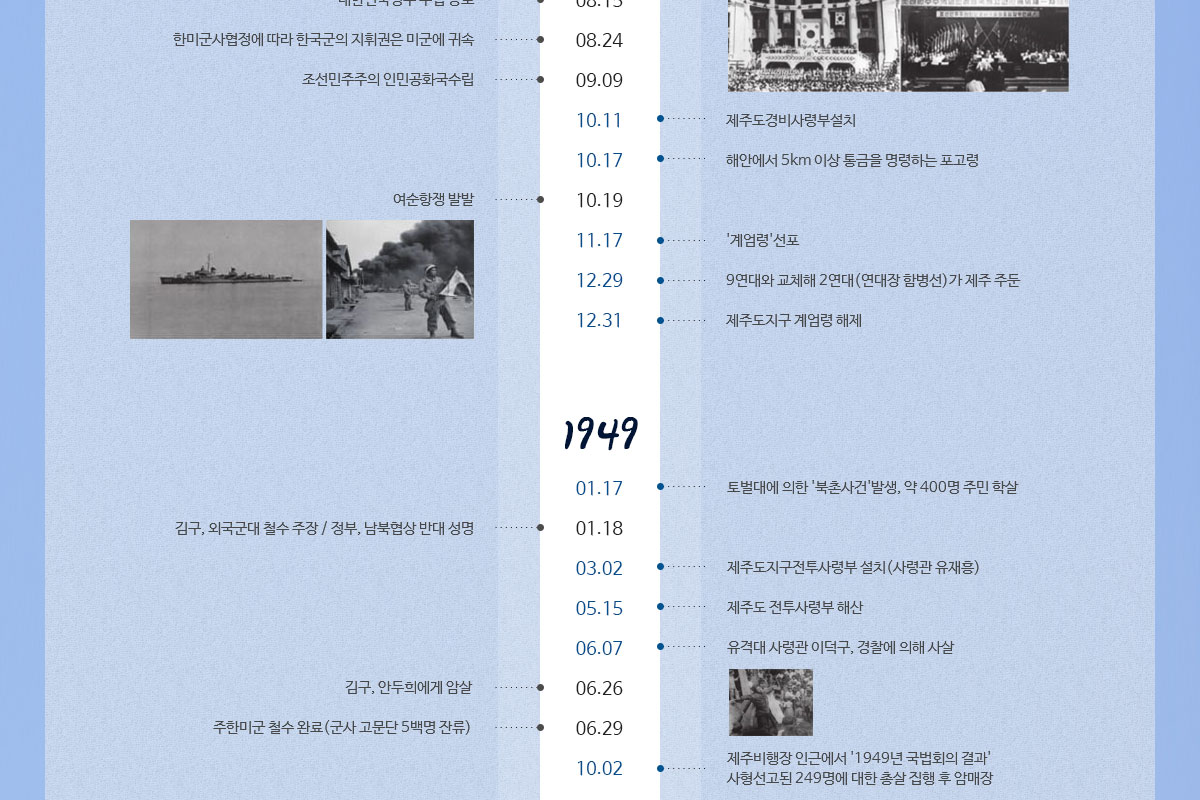 대한민국정부 수립 공포 08.15
한미군사협정에 따라 한국군의 지휘권은 미군에 귀속 08.24
조선민주주의 인민공화국수립 09.09
10.11 제주도경비사령부설치
10.17 해안에서 5km 이상 통금을 명령하는 포고령
여순항쟁 발발 10.19
11.17 '계엄령'선포
12.29 9연대와 교체해 2연대(연대장 함병선)가 제주 주둔
12.31 제주도지구 계엄령 해제
1949
01.17 토벌대에 의한 '북촌사건'발생, 약 400명 주민 학살
김구, 외국군대 철수 주장 / 정부, 남북협상 반대 성명 01.18
03.02 제주도지구전투사령부 설치(사령관 유재흥)
05.15 제주도 전투사령부 해산
06.07 유격대 사령관 이덕구, 경찰에 의해 사살
김구, 안두희에게 암살 06.26
주한미군 철수 완료(군사 고문단 5백명 잔류) 06.29
10.02 제주비행장 인근에서 '1949년 국법회의 결과'
사형선고된 249명에 대한 총살 집행 후 암매장